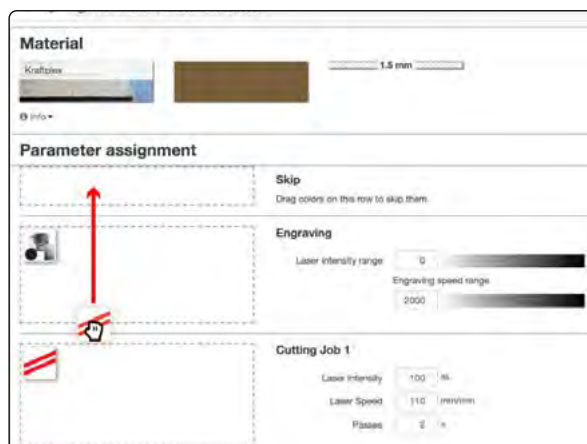 Material
Kraftplex
1.5 mm
Info
Parameter assignment
Skip
Drag colors on this row to skip them.
Engraving
Laser intensity range 0
Engraving speed range
2000
Cutting Job 1
Laser Intensity 100 %
Laser Speed 110 mm/min
Passes 2 x